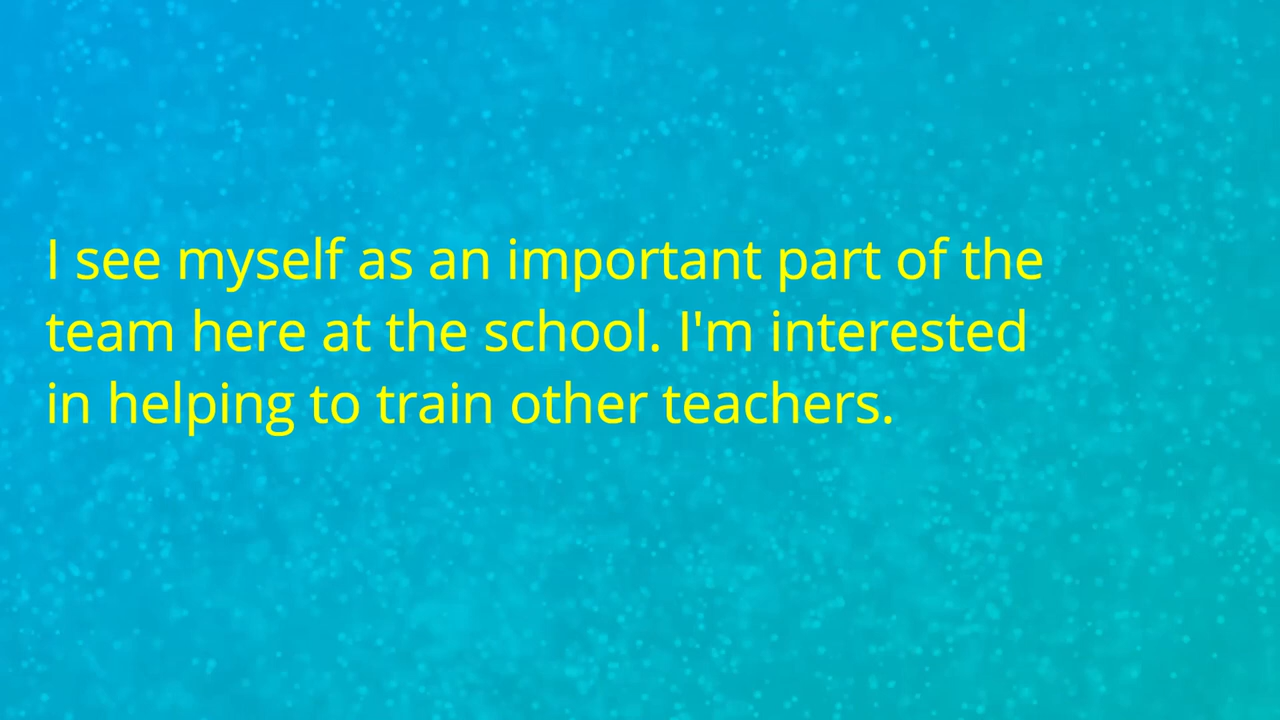 I see myself as an important part of the
team here at the school. I'm interested
in helping to train other teachers.